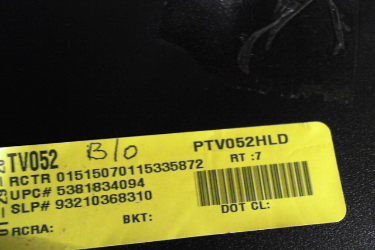 TV052 B/O PTV052HLD
RCTR 01515070115335872 RT :7
UPC# 5381834094
SLP# 93210368310
RCRA: BKT: DOT CL: